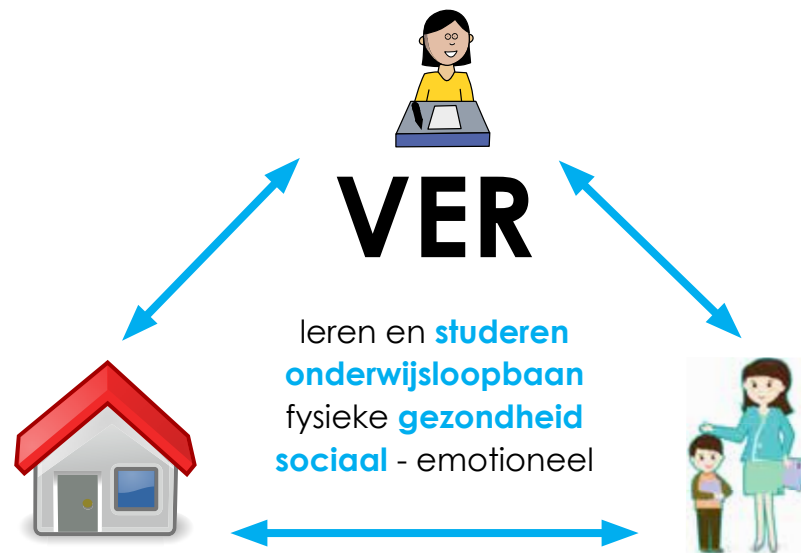 VER
leren en studeren
onderwijsloopbaan
fysieke gezondheid
sociaal - emotioneel